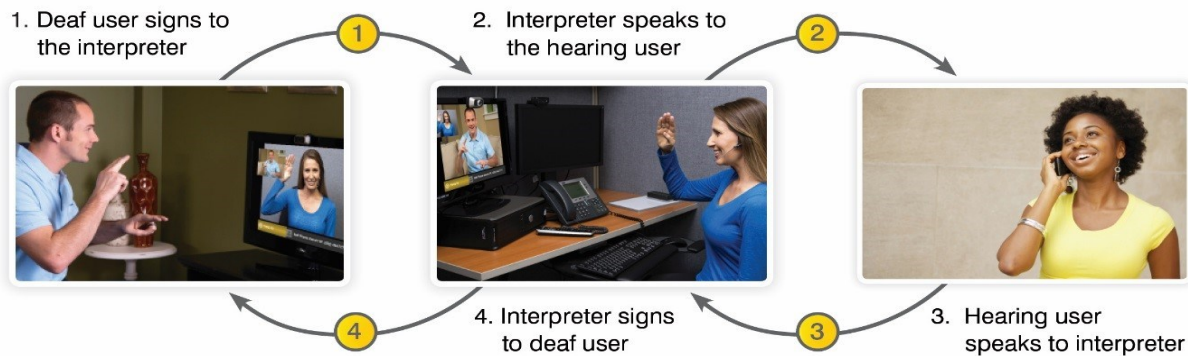 1. Deaf user signs to
the interpreter
1
2. Interpreter speaks to
the hearing user
2
4
4. Interpreter signs
to deaf user
3
3. Hearing user
speaks to interpreter